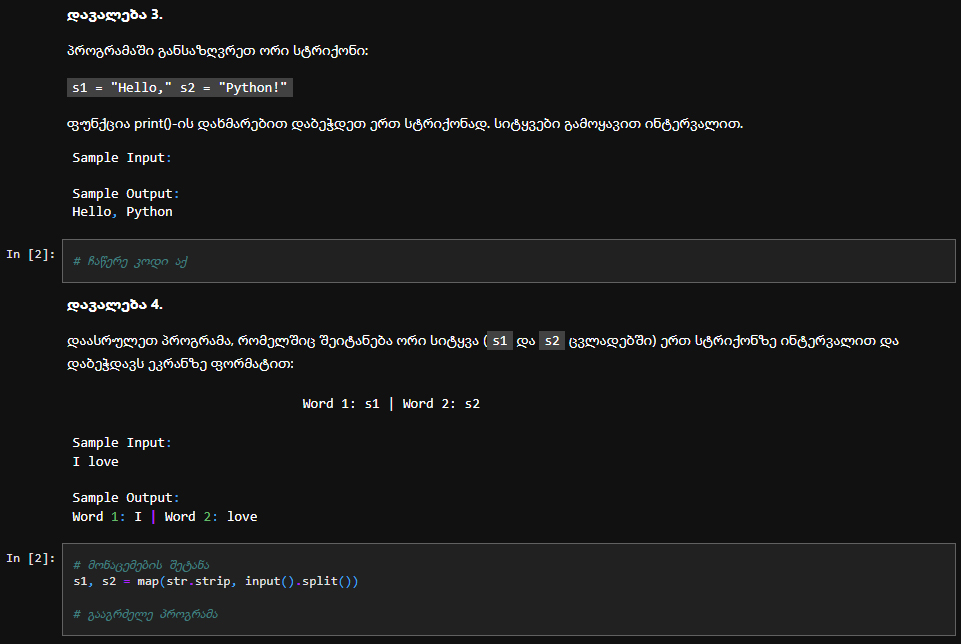 დავალება 3.
პროგრამაში განსაზღვრეთ ორი სტრიქონი:
s1 = "Hello," s2 = "Python!"
ფუნქცია print()-ის დახმარებით დაბეჭდეთ ერთ სტრიქონად. სიტყვები გამოყავით ინტერვალით.
Sample Input:
Sample Output:
Hello, Python
In [2]:
# ჩაწერე კოდი აქ
დავალება 4.
დაასრულეთ პროგრამა, რომელშიც შეიტანება ორი სიტყვა ( s1 და s2 ცვლადებში) ერთ სტრიქონზე ინტერვალით და
დაბეჭდავს ეკრანზე ფორმატით:
Word 1: s1 | Word 2: s2
Sample Input:
I love
Sample Output:
Word 1: I | Word 2: love
In [2]:
# მონაცემების შეტანა
s1, s2 = map(str.strip, input().split())
# გააგრძელე პროგრამა